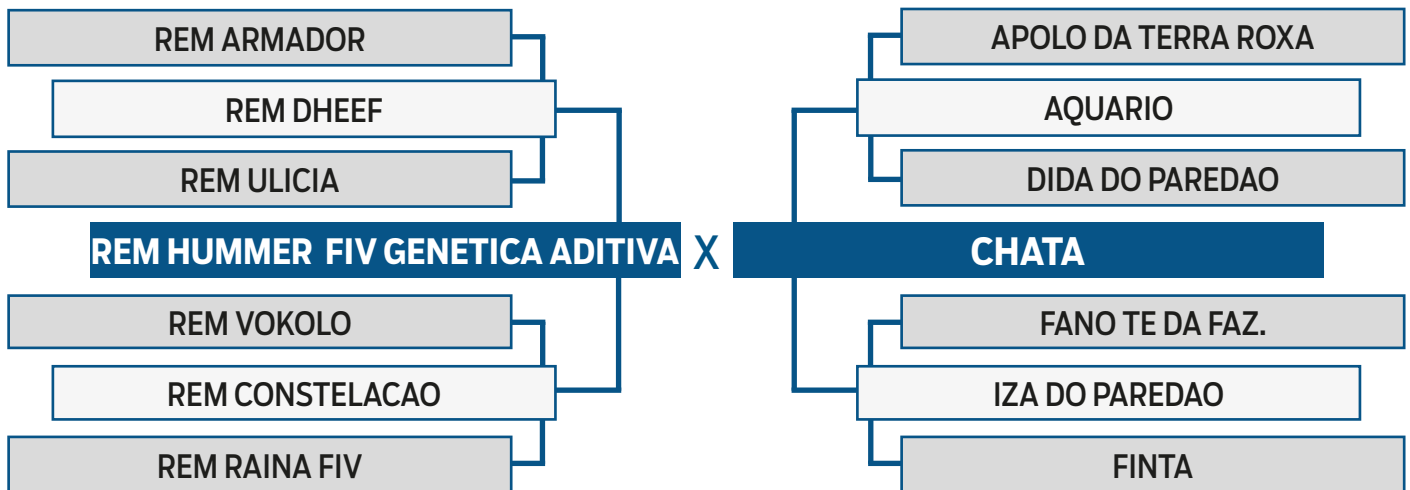 REM ARMADOR
APOLO DA TERRA ROXA
REM DHEEF
AQUARIO
REM ULICIA
DIDA DO PAREDAO
REM HUMMER FIV GENETICA ADITIVA X CHATA
REM VOKOLO
FANO TE DA FAZ.
REM CONSTELACAO
IZA DO PAREDAO
REM RAINA FIV
FINTA